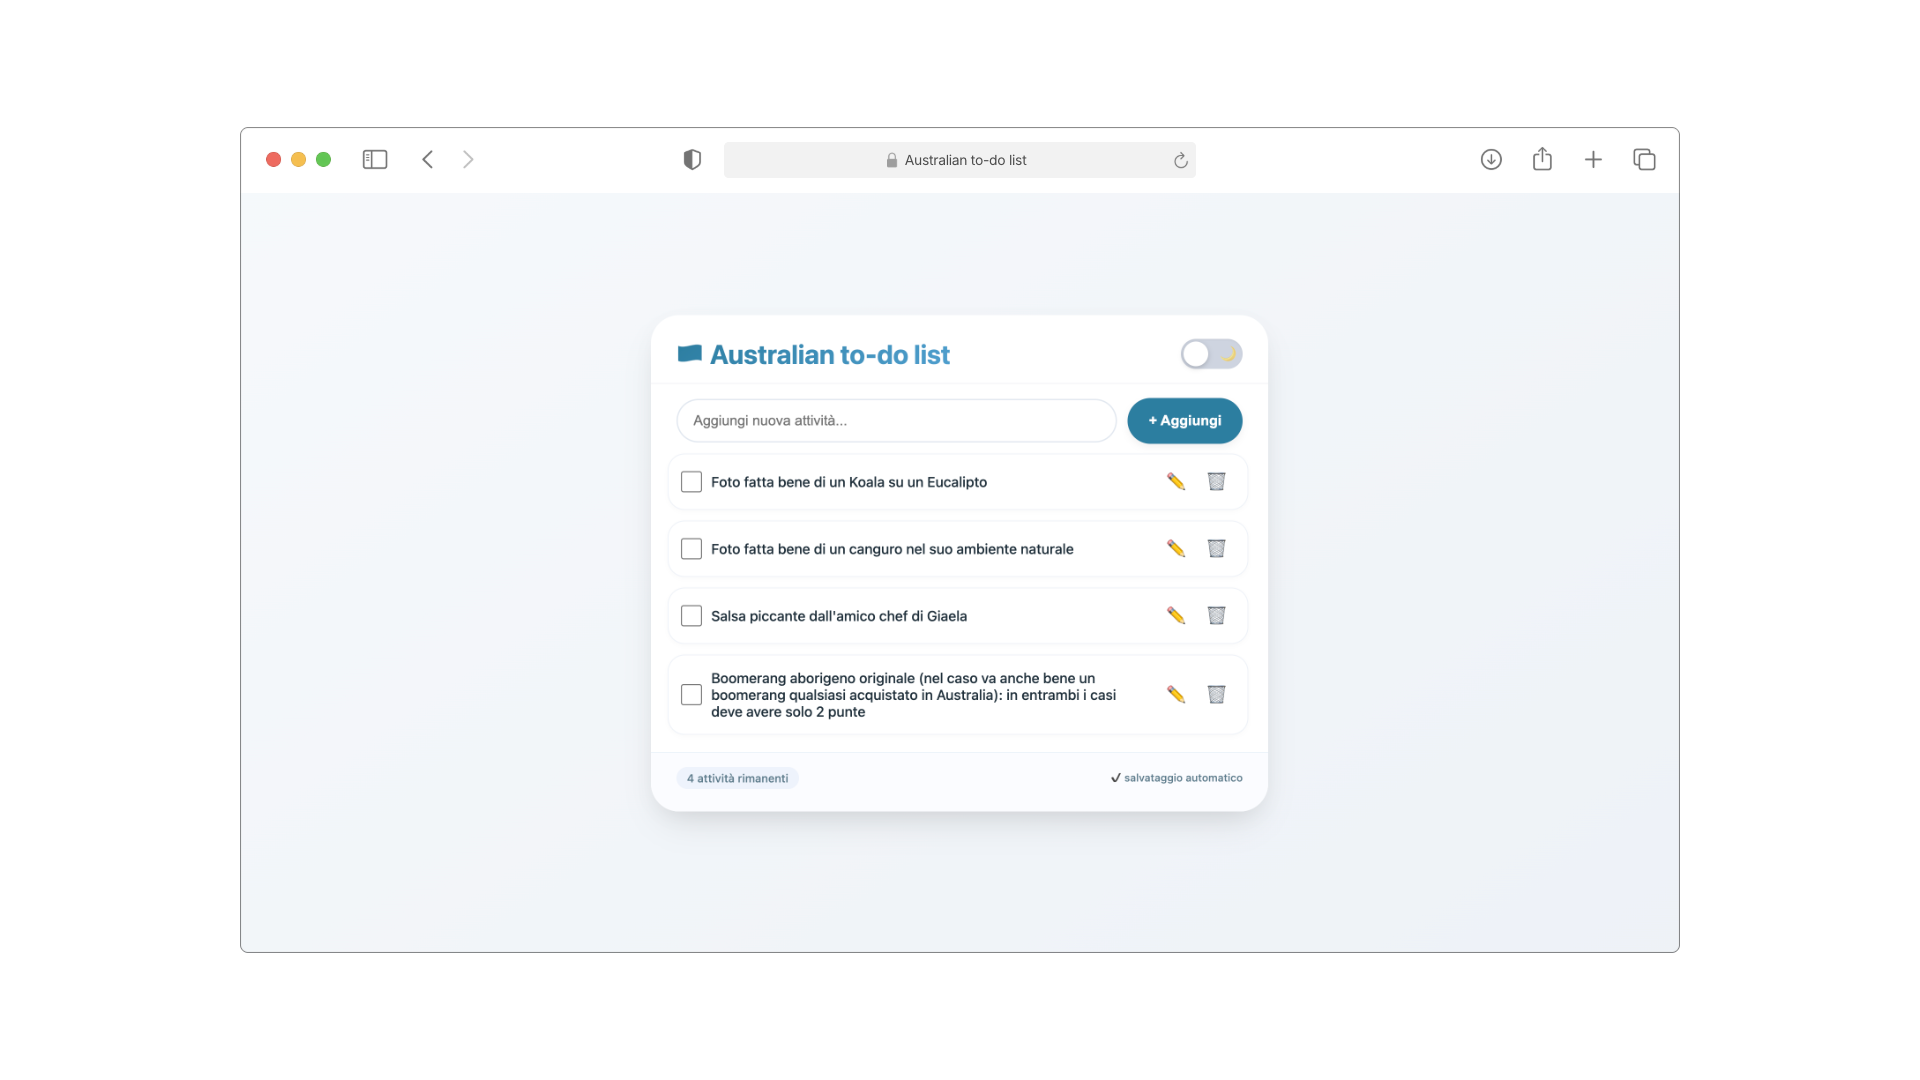 Australian to-do list
Australian to-do list
Aggiungi nuova attività...
+ Aggiungi
Foto fatta bene di un Koala su un Eucalipto
Foto fatta bene di un canguro nel suo ambiente naturale
Salsa piccante dall'amico chef di Giaela
Boomerang aborigeno originale (nel caso va anche bene un
boomerang qualsiasi acquistato in Australia): in entrambi i casi
deve avere solo 2 punte
4 attività rimanenti
✓ salvataggio automatico